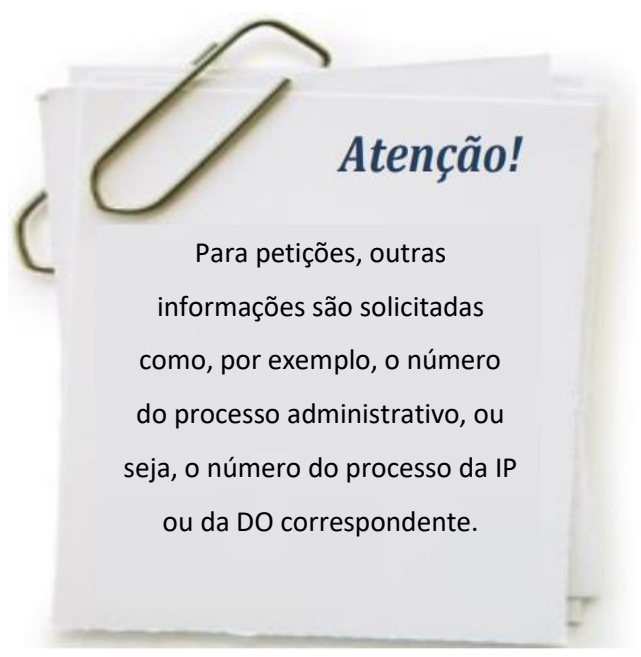 Atenção!
Para petições, outras
informações são solicitadas
como, por exemplo, o número
do processo administrativo, ou
seja, o número do processo da IP
ou da DO correspondente.